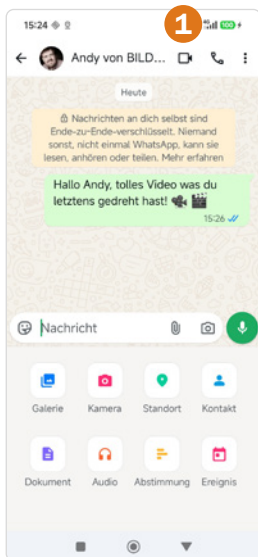 15:24
1
100
Andy von BILD...
Heute
Nachrichten an dich selbst sind
Ende-zu-Ende-verschlüsselt. Niemand
sonst, nicht einmal WhatsApp, kann sie
lesen, anhören oder teilen. Mehr erfahren
Hallo Andy, tolles Video was du
letztens gedreht hast!
15:26
Nachricht
Galerie
Kamera
Standort
Kontakt
Dokument
Audio
Abstimmung
Ereignis